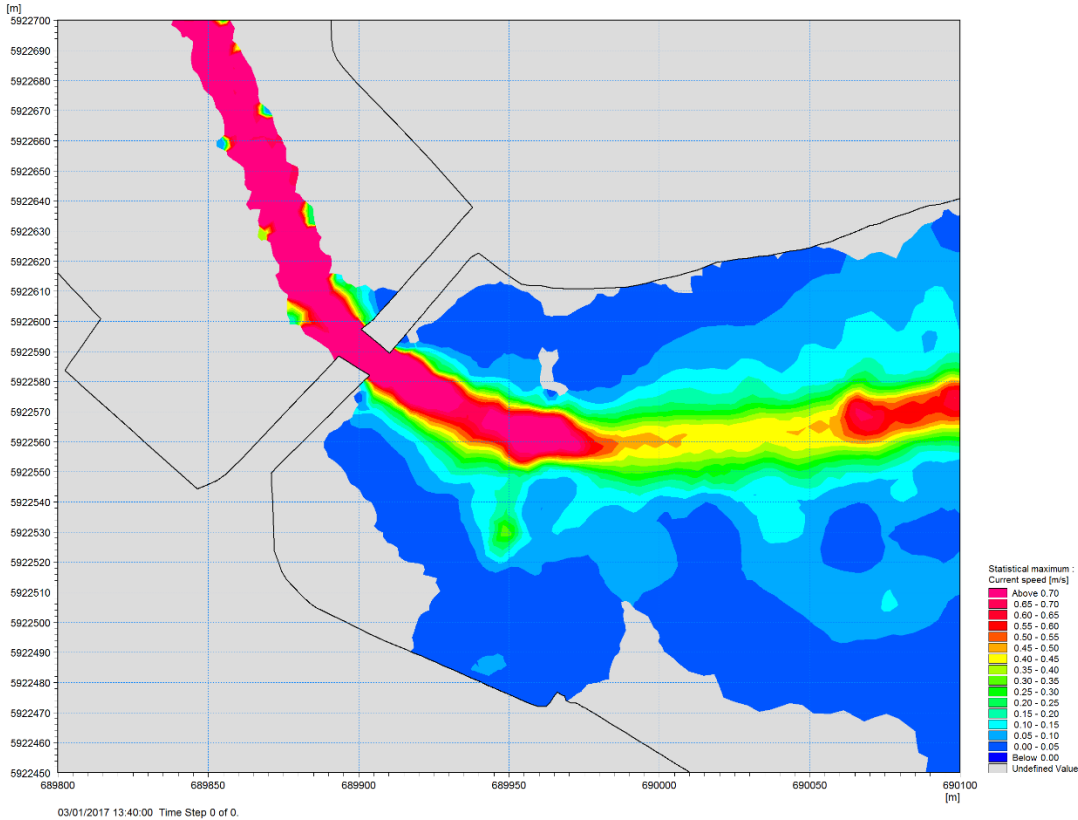 [m]
5922700
5922690
5922680
5922670
5922660
5922650
5922640
5922630
5922620
5922610
5922600
5922590
5922580
5922570
5922560
5922550
5922540
5922530
5922520
5922510
5922500
5922490
5922480
5922470
5922460
5922450
689800 689850 689900 689950 690000 690050 690100
[m]
03/01/2017 13:40:00 Time Step 0 of 0.
Statistical maximum :
Current speed [m/s]
Above 0.70
0.65 - 0.70
0.60 - 0.65
0.55 - 0.60
0.50 - 0.55
0.45 - 0.50
0.40 - 0.45
0.35 - 0.40
0.30 - 0.35
0.25 - 0.30
0.20 - 0.25
0.15 - 0.20
0.10 - 0.15
0.05 - 0.10
0.00 - 0.05
Below 0.00
Undefined Value